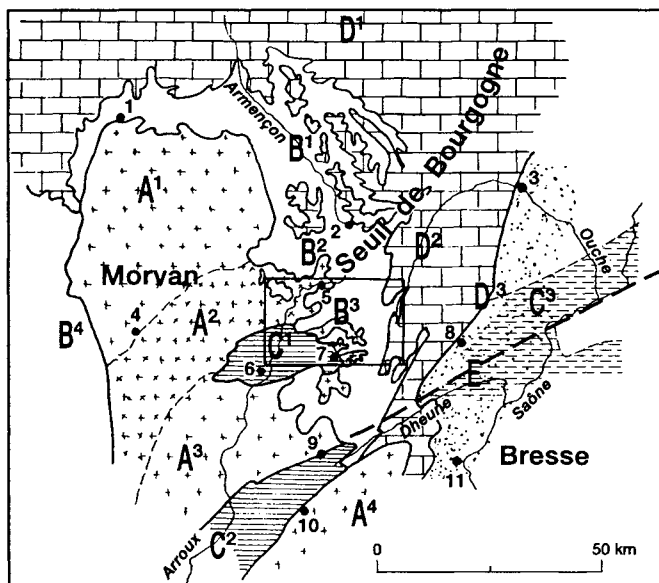 D¹
Armençon
1
B¹
A¹
Seuil de Bourgogne
3
2
B²
D²
Ouche
Morvan
5
B³
D³
C³
4
A²
B⁴
C¹
8
7
6
E
Dheune
Saône
9
Bresse
11
A³
A⁴
10
Arroux
C²
0
50 km